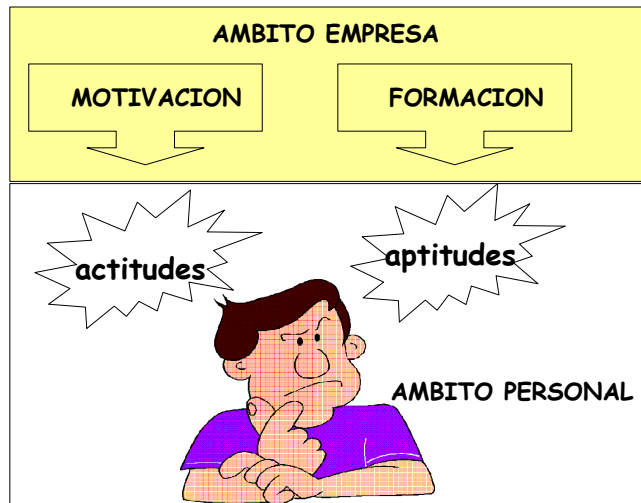 AMBITO EMPRESA
MOTIVACION
FORMACION
actitudes
aptitudes
AMBITO PERSONAL